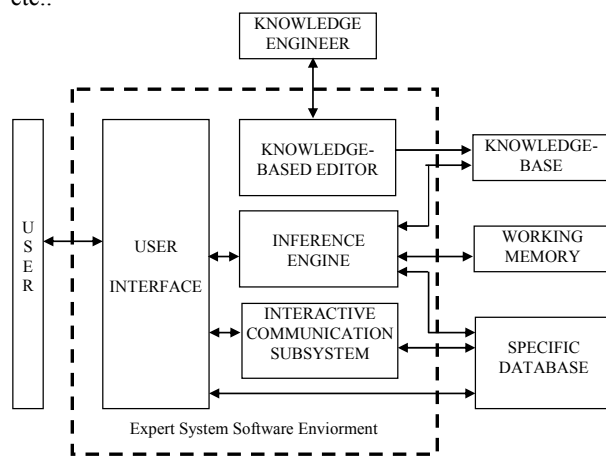 etc..
KNOWLEDGE
ENGINEER
KNOWLEDGE-
BASED EDITOR
KNOWLEDGE-
BASE
U
S
E
R
USER
INTERFACE
INFERENCE
ENGINE
WORKING
MEMORY
INTERACTIVE
COMMUNICATION
SUBSYSTEM
SPECIFIC
DATABASE
Expert System Software Enviorment